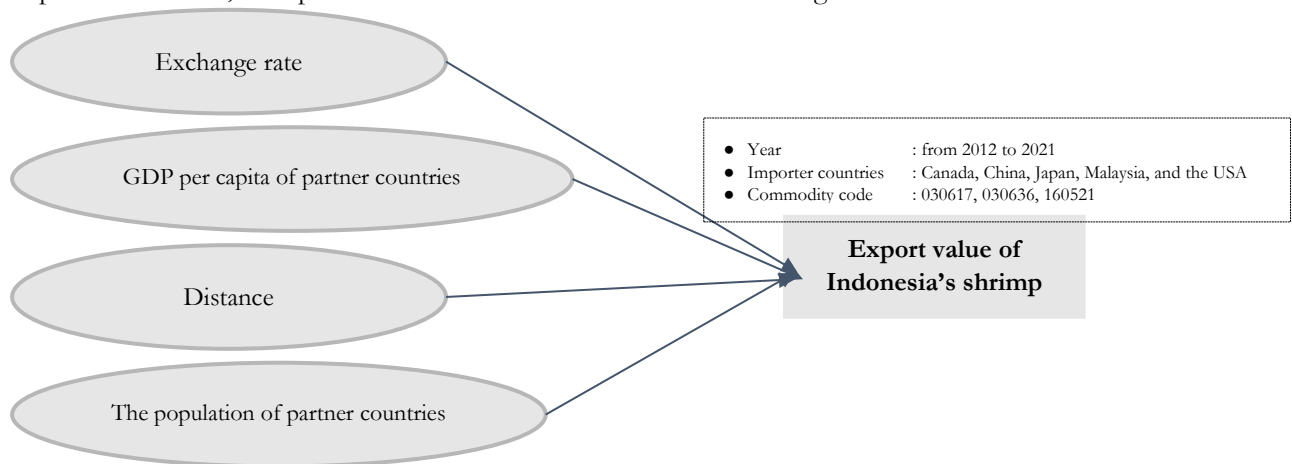 Exchange rate
GDP per capita of partner countries
Distance
The population of partner countries
● Year : from 2012 to 2021
● Importer countries : Canada, China, Japan, Malaysia, and the USA
● Commodity code : 030617, 030636, 160521
Export value of
Indonesia's shrimp